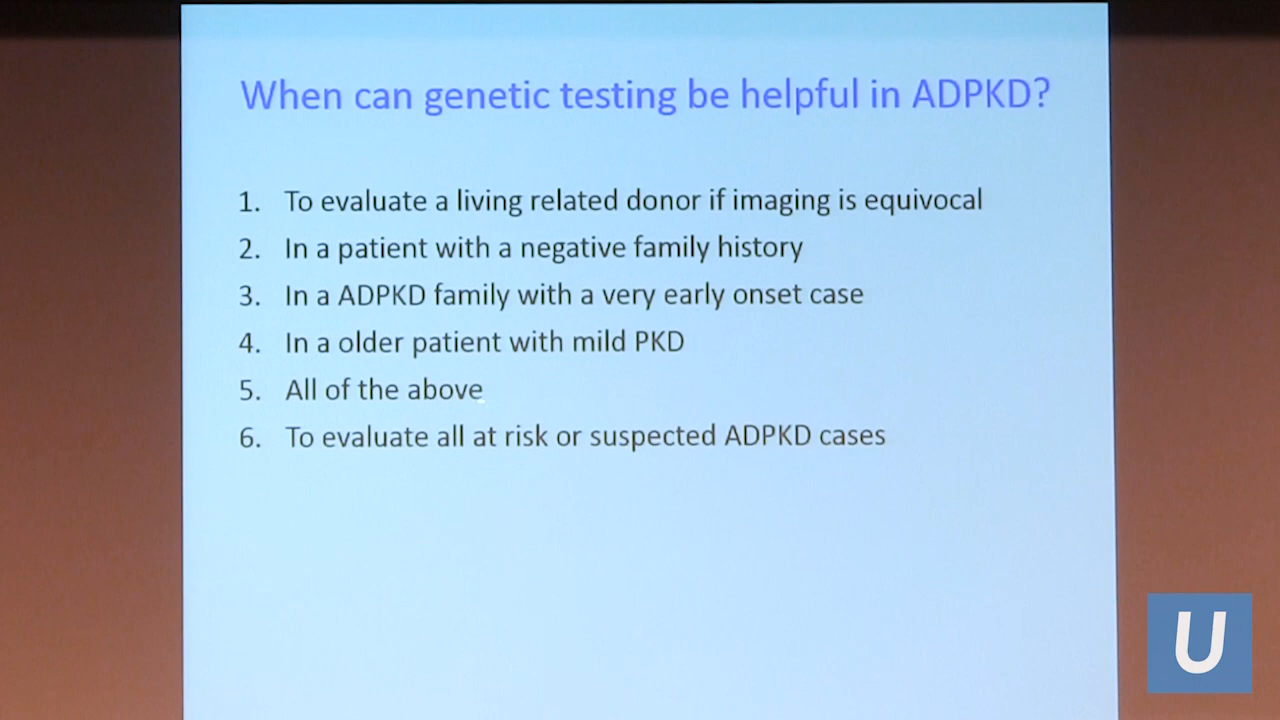 When can genetic testing be helpful in ADPKD?
1. To evaluate a living related donor if imaging is equivocal
2. In a patient with a negative family history
3. In a ADPKD family with a very early onset case
4. In a older patient with mild PKD
5. All of the above
6. To evaluate all at risk or suspected ADPKD cases
U